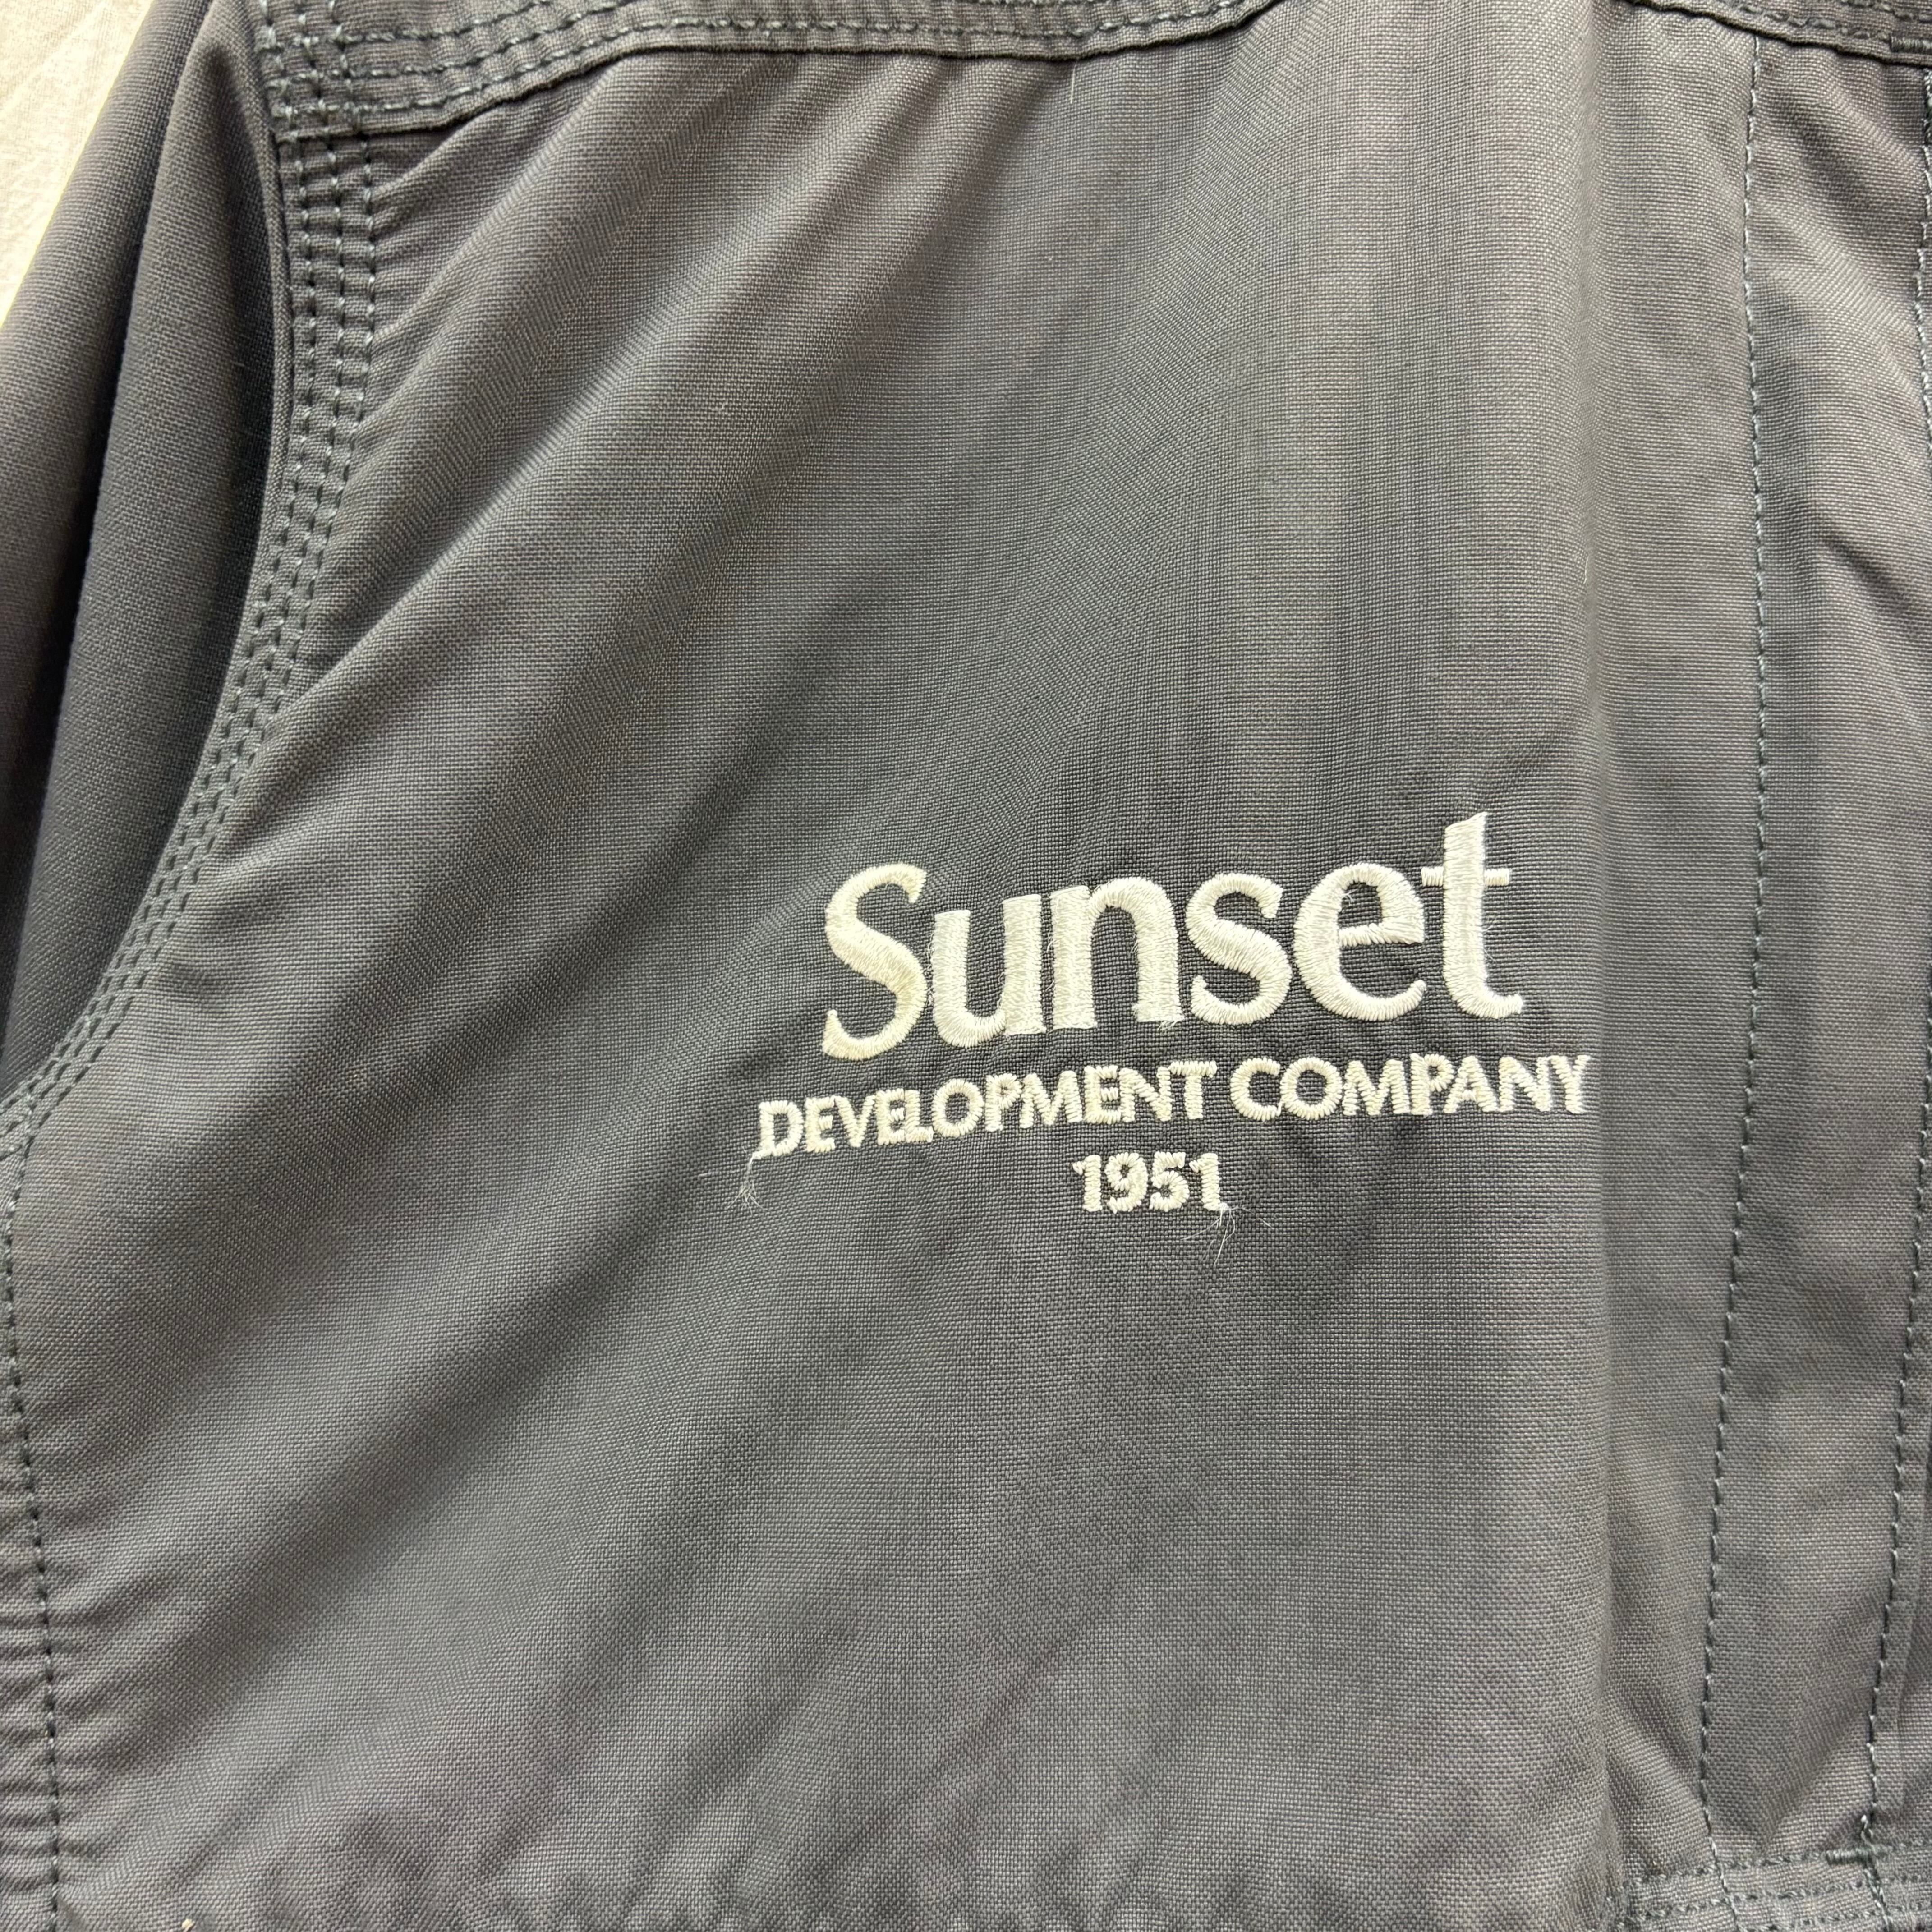 Sunset
DEVELOPMENT COMPANY
1951